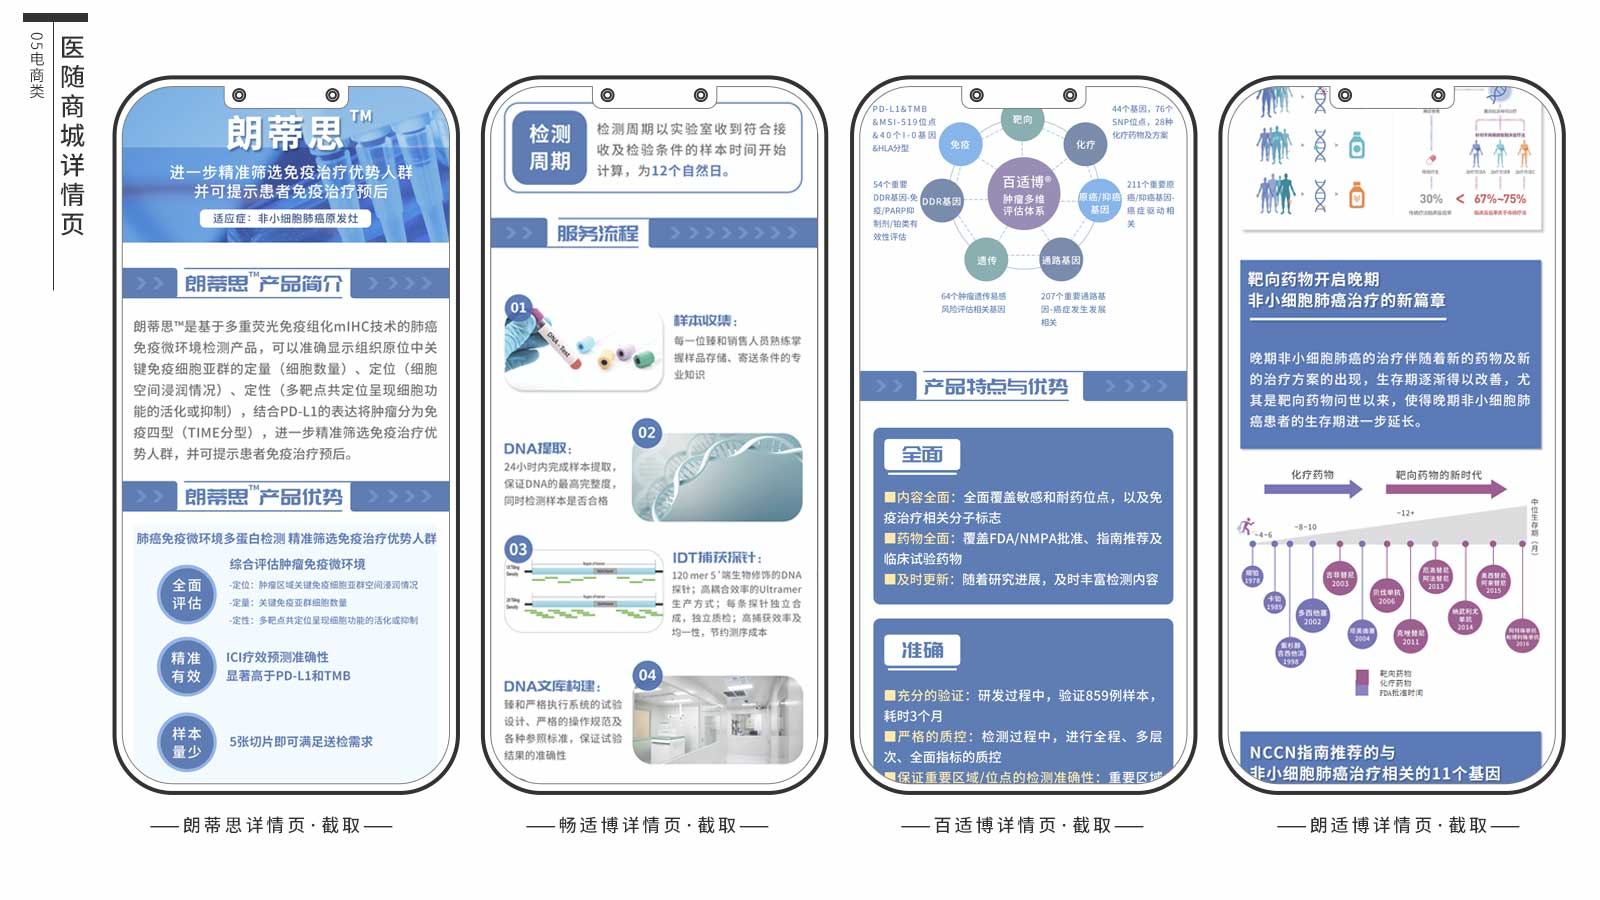 医随商城详情页
05电商类
朗蒂思™
进一步精准筛选免疫治疗优势人群
并可提示患者免疫治疗预后
适应症：非小细胞肺癌原发灶
朗蒂思™产品简介
朗蒂思™是基于多重荧光免疫组化mIHC技术的肺癌
免疫微环境检测产品，可以准确显示组织原位中关
键免疫细胞亚群的定量（细胞数量）、定位（细胞
空间浸润情况）、定性（多靶点共定位呈现细胞功
能的活化或抑制），结合PD-L1的表达将肿瘤分为免
疫四型（TIME分型），进一步精准筛选免疫治疗优
势人群，并可提示患者免疫治疗预后。
朗蒂思™产品优势
肺癌免疫微环境多蛋白检测 精准筛选免疫治疗优势人群
全面
评估
综合评估肿瘤免疫微环境
-定位：肿瘤区域关键免疫细胞亚群空间浸润情况
-定量：关键免疫亚群细胞数量
-定性：多靶点共定位呈现细胞功能的活化或抑制
精准
有效
ICI疗效预测准确性
显著高于PD-L1和TMB
样本
量少
5张切片即可满足送检需求
朗蒂思详情页·截取
检测
周期
检测周期以实验室收到符合接
收及检验条件的样本时间开始
计算，为12个自然日。
服务流程
01
DNA-Test
样本收集：
每一位臻和销售人员熟练掌
握样品存储、寄送条件的专
业知识
02
DNA提取：
24小时内完成样本提取，
保证DNA的最高完整度，
同时检测样本是否合格
03
IDT捕获探针：
120 mer 5'端生物修饰的DNA
探针；高耦合效率的Ultramer
生产方式；每条探针独立合
成，独立质检；高捕获效率及
均一性，节约测序成本
04
DNA文库构建：
臻和严格执行系统的试验
设计、严格的操作规范及
各种参照标准，保证试验
结果的准确性
畅适博详情页·截取
PD-L1&TMB
&MSI-519位点
&40个I-O基因
&HLA分型
44个基因，76个
SNP位点，28种
化疗药物及方案
靶向
免疫
化疗
54个重要
DDR基因-免
疫/PARP抑
制剂/铂类有
效性评估
DDR基因
百适博®
肿瘤多维
评估体系
原癌/抑癌
基因
211个重要原
癌/抑癌基因-
癌症驱动相
关
遗传
通路基因
64个肿瘤遗传易感
风险评估相关基因
207个重要通路基
因-癌症发生发展
相关
产品特点与优势
全面
■内容全面：全面覆盖敏感和耐药位点，以及免
疫治疗相关分子标志
■药物全面：覆盖FDA/NMPA批准、指南推荐及
临床试验药物
■及时更新：随着研究进展，及时丰富检测内容
准确
■充分的验证：研发过程中，验证859例样本，
耗时3个月
■严格的质控：检测过程中，进行全程、多层
次、全面指标的质控
■保证重要区域/位点的检测准确性：重要区域
百适博详情页·截取
30%
<
67%~75%
靶向药物开启晚期
非小细胞肺癌治疗的新篇章
晚期非小细胞肺癌的治疗伴随着新的药物及新
的治疗方案的出现，生存期逐渐得以改善，尤
其是靶向药物问世以来，使得晚期非小细胞肺
癌患者的生存期进一步延长。
化疗药物
靶向药物的新时代
中位生存期（月）
~4-6
~8-10
~12+
顺铂
1978
卡铂
1989
紫杉醇
吉西他滨
1998
多西他赛
2002
吉非替尼
2003
培美曲塞
2004
贝伐单抗
2006
克唑替尼
2011
厄洛替尼
阿法替尼
2013
纳武利尤
单抗
2014
奥西替尼
阿来替尼
2015
2016
靶向药物
化疗药物
FDA批准时间
NCCN指南推荐的与
非小细胞肺癌治疗相关的11个基因
朗适博详情页·截取